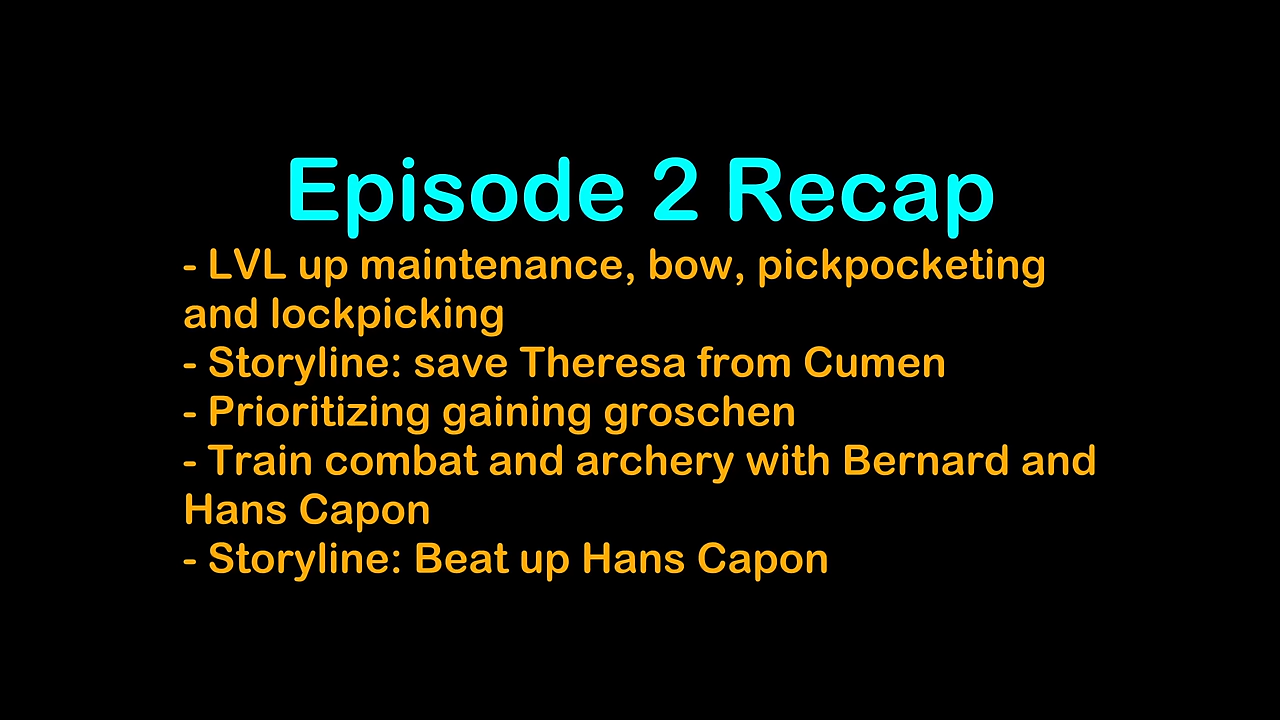 Episode 2 Recap
- LVL up maintenance, bow, pickpocketing
and lockpicking
- Storyline: save Theresa from Cumen
- Prioritizing gaining groschen
- Train combat and archery with Bernard and
Hans Capon
- Storyline: Beat up Hans Capon